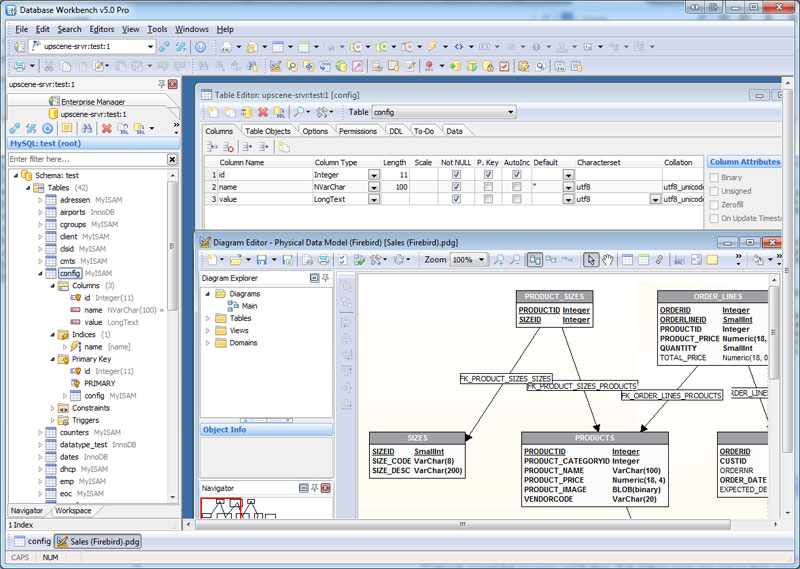 Database Workbench v5.0 Pro
File Edit Search Editors Tools Windows Help
upscene-srvr:test:1
upscene-srvr:test:1
Enterprise Manager
upscene-srvr:test:1
MySQL: test (root)
Enter filter here...
Schema: test
Tables (42)
adressen MyISAM
airports InnoDB
cgroups MyISAM
client MyISAM
clsid MyISAM
cmts MyISAM
config MyISAM
Columns (3)
id Integer(11)
name NVarChar(100) =
value LongText
Indices (1)
name [name]
Primary Key
id Integer(11)
PRIMARY
config MyISAM
Constraints
Triggers
counters MyISAM
datatype_test InnoDB
dates InnoDB
dhcp MyISAM
emp MyISAM
eoc MyISAM
Navigator Workspace
1 Index
Table Editor: upscene-srvr:test:1 [config]
Table config
Columns Table Objects Options Permissions DDL To-Do Data
Column Name Column Type Length Scale Not NULL P. Key AutoInc Default Characterset Collation
1 id Integer 11
2 name NVarChar 100 '' utf8 utf8_unicode
3 value LongText utf8 utf8_unicode
Column Attributes
Binary
Unsigned
Zerofill
On Update Timesta
Diagram Editor - Physical Data Model (Firebird) [Sales (Firebird).pdg]
Zoom 100%
Diagram Explorer
Diagrams
Main
Tables
Views
Domains
Object Info
Navigator
PRODUCT_SIZES
PRODUCTID Integer
SIZEID Integer
ORDER_LINES
ORDERID Integer
ORDERLINEID SmallInt
PRODUCTID Integer
PRODUCT_PRICE Numeric(18,
QUANTITY SmallInt
TOTAL_PRICE Numeric(18, 0
FK_PRODUCT_SIZES_SIZES
FK_PRODUCT_SIZES_PRODUCTS
FK_ORDER_LINES_PRODUCTS
RDER_LINES
SIZES
SIZEID SmallInt
SIZE_CODE VarChar(8)
SIZE_DESC VarChar(200)
PRODUCTS
PRODUCTID Integer
PRODUCT_CATEGORYID Integer
PRODUCT_NAME VarChar(100)
PRODUCT_PRICE Numeric(18, 4)
PRODUCT_IMAGE BLOB(binary)
VENDORCODE VarChar(20)
ORDERID
CUSTID
ORDERNR
ORDER_DATE
EXPECTED_DE
config Sales (Firebird).pdg
CAPS NUM